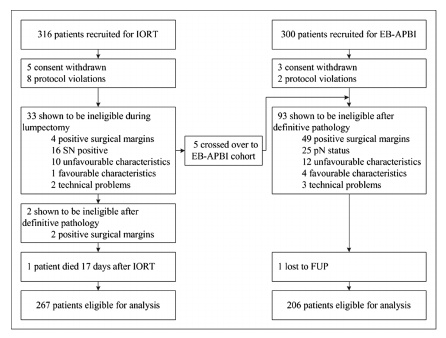 316 patients recruited for IORT
5 consent withdrawn
8 protocol violations
33 shown to be ineligible during
lumpectomy
4 positive surgical margins
16 SN positive
10 unfavourable characteristics
1 favourable characteristics
2 technical problems
2 shown to be ineligible after
definitive pathology
2 positive surgical margins
1 patient died 17 days after IORT
267 patients eligible for analysis
5 crossed over to
EB-APBI cohort
300 patients recruited for EB-APBI
3 consent withdrawn
2 protocol violations
93 shown to be ineligible after
definitive pathology
49 positive surgical margins
25 pN status
12 unfavourable characteristics
4 favourable characteristics
3 technical problems
1 lost to FUP
206 patients eligible for analysis